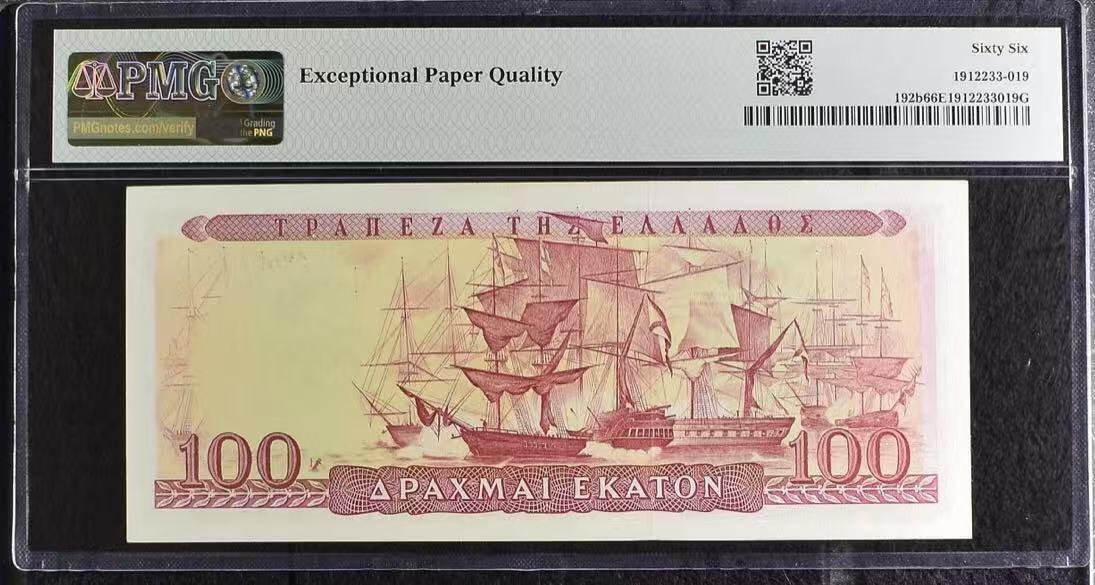 PMG
Exceptional Paper Quality
PMGnotes.com/verify
Grading
the PNG
Sixty Six
1912233-019
192b66E1912233019G
ΤΡΑΠΕΖΑ ΤΗΣ ΕΛΛΑΔΟΣ
100
100
ΔΡΑΧΜΑΙ ΕΚΑΤΟΝ